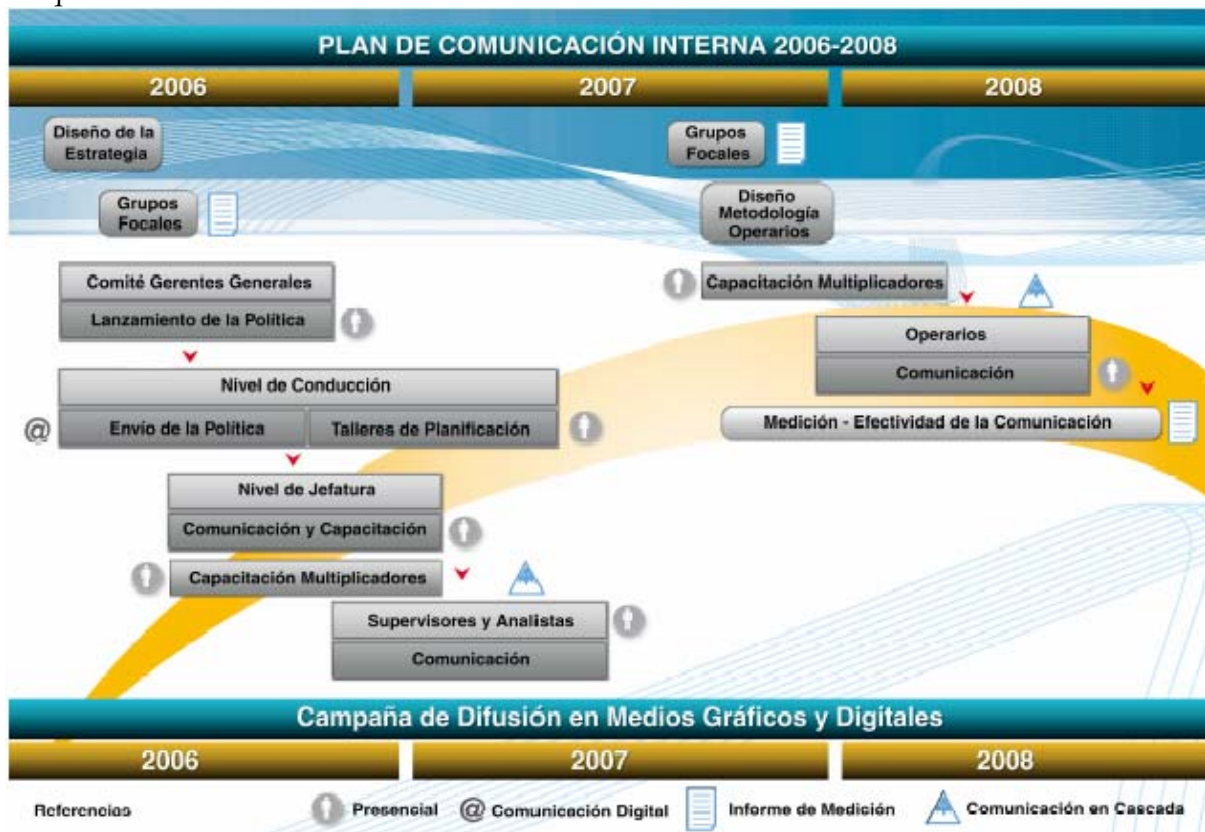 PLAN DE COMUNICACIÓN INTERNA 2006-2008
2006 2007 2008
Diseño de la
Estrategia
Grupos
Focales
Grupos
Focales
Diseño
Metodología
Operarios
Comité Gerentes Generales
Lanzamiento de la Política
Nivel de Conducción
@ Envío de la Política Talleres de Planificación
Nivel de Jefatura
Comunicación y Capacitación
Capacitación Multiplicadores
Supervisores y Analistas
Comunicación
Capacitación Multiplicadores
Operarios
Comunicación
Medición - Efectividad de la Comunicación
Campaña de Difusión en Medios Gráficos y Digitales
2006 2007 2008
Referencias Presencial @ Comunicación Digital Informe de Medición Comunicación en Cascada